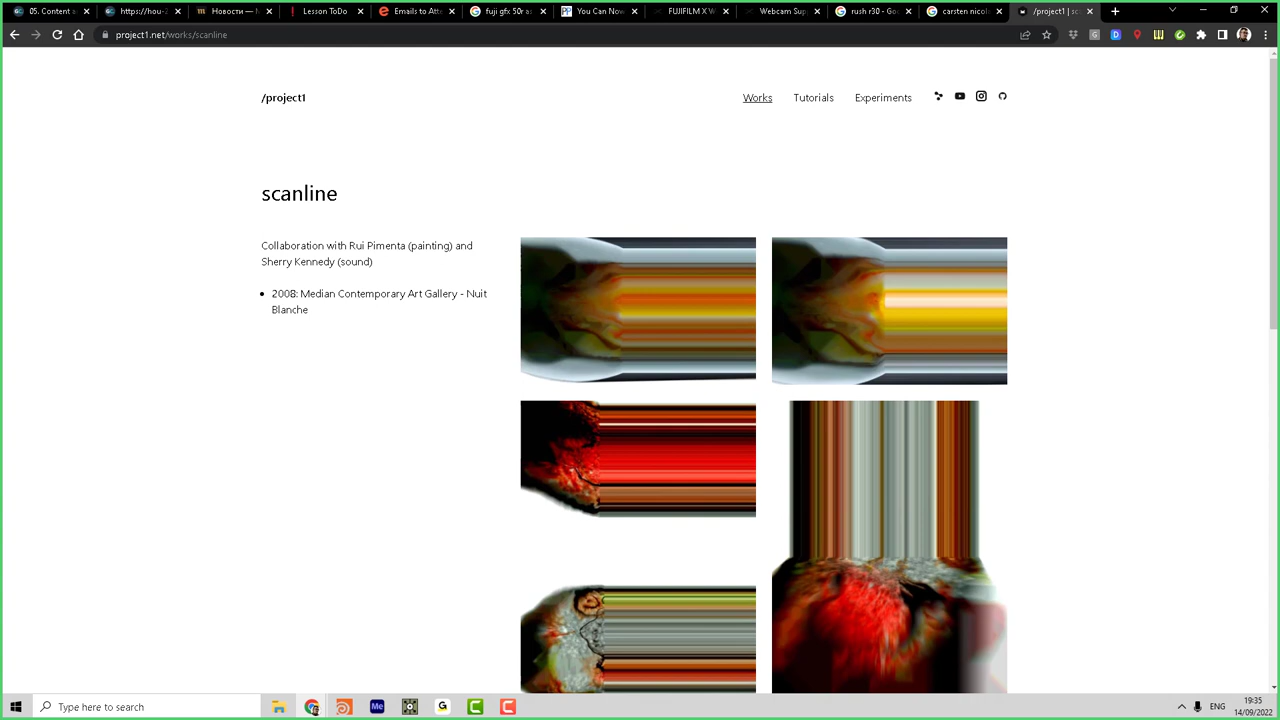 05. Content a
https://hou-2
Новости — М
Lesson ToDo
Emails to Atte
fuji gfx 50r as
You Can Now
FUJIFILM X W
Webcam Sup
rush r30 - Go
carsten nicol
/project1 | sc
project1.net/works/scanline
/project1
Works
Tutorials
Experiments
scanline
Collaboration with Rui Pimenta (painting) and
Sherry Kennedy (sound)
2008: Median Contemporary Art Gallery - Nuit
Blanche
Type here to search
ENG
19:35
14/09/2022